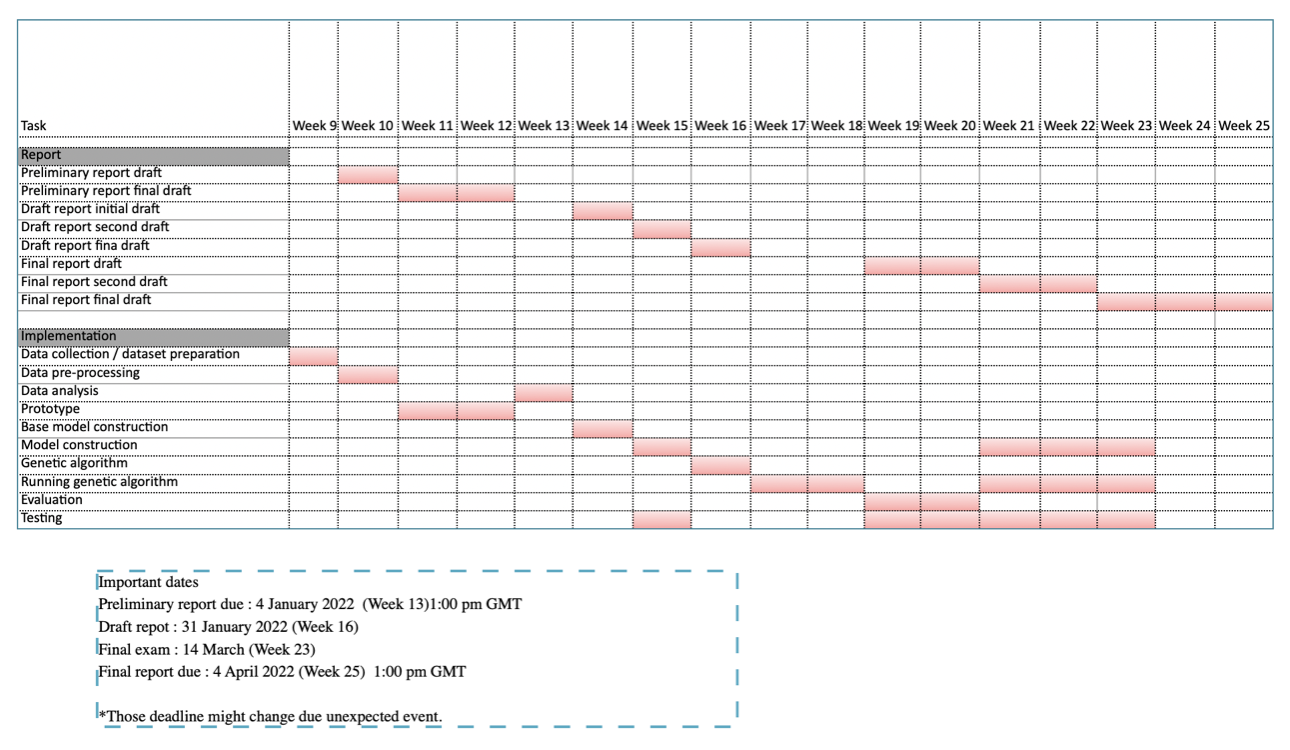 Task Week 9 Week 10 Week 11 Week 12 Week 13 Week 14 Week 15 Week 16 Week 17 Week 18 Week 19 Week 20 Week 21 Week 22 Week 23 Week 24 Week 25
Report
Preliminary report draft
Preliminary report final draft
Draft report initial draft
Draft report second draft
Draft report fina draft
Final report draft
Final report second draft
Final report final draft
Implementation
Data collection / dataset preparation
Data pre-processing
Data analysis
Prototype
Base model construction
Model construction
Genetic algorithm
Running genetic algorithm
Evaluation
Testing
Important dates
Preliminary report due : 4 January 2022 (Week 13)1:00 pm GMT
Draft repot : 31 January 2022 (Week 16)
Final exam : 14 March (Week 23)
Final report due : 4 April 2022 (Week 25) 1:00 pm GMT
*Those deadline might change due unexpected event.